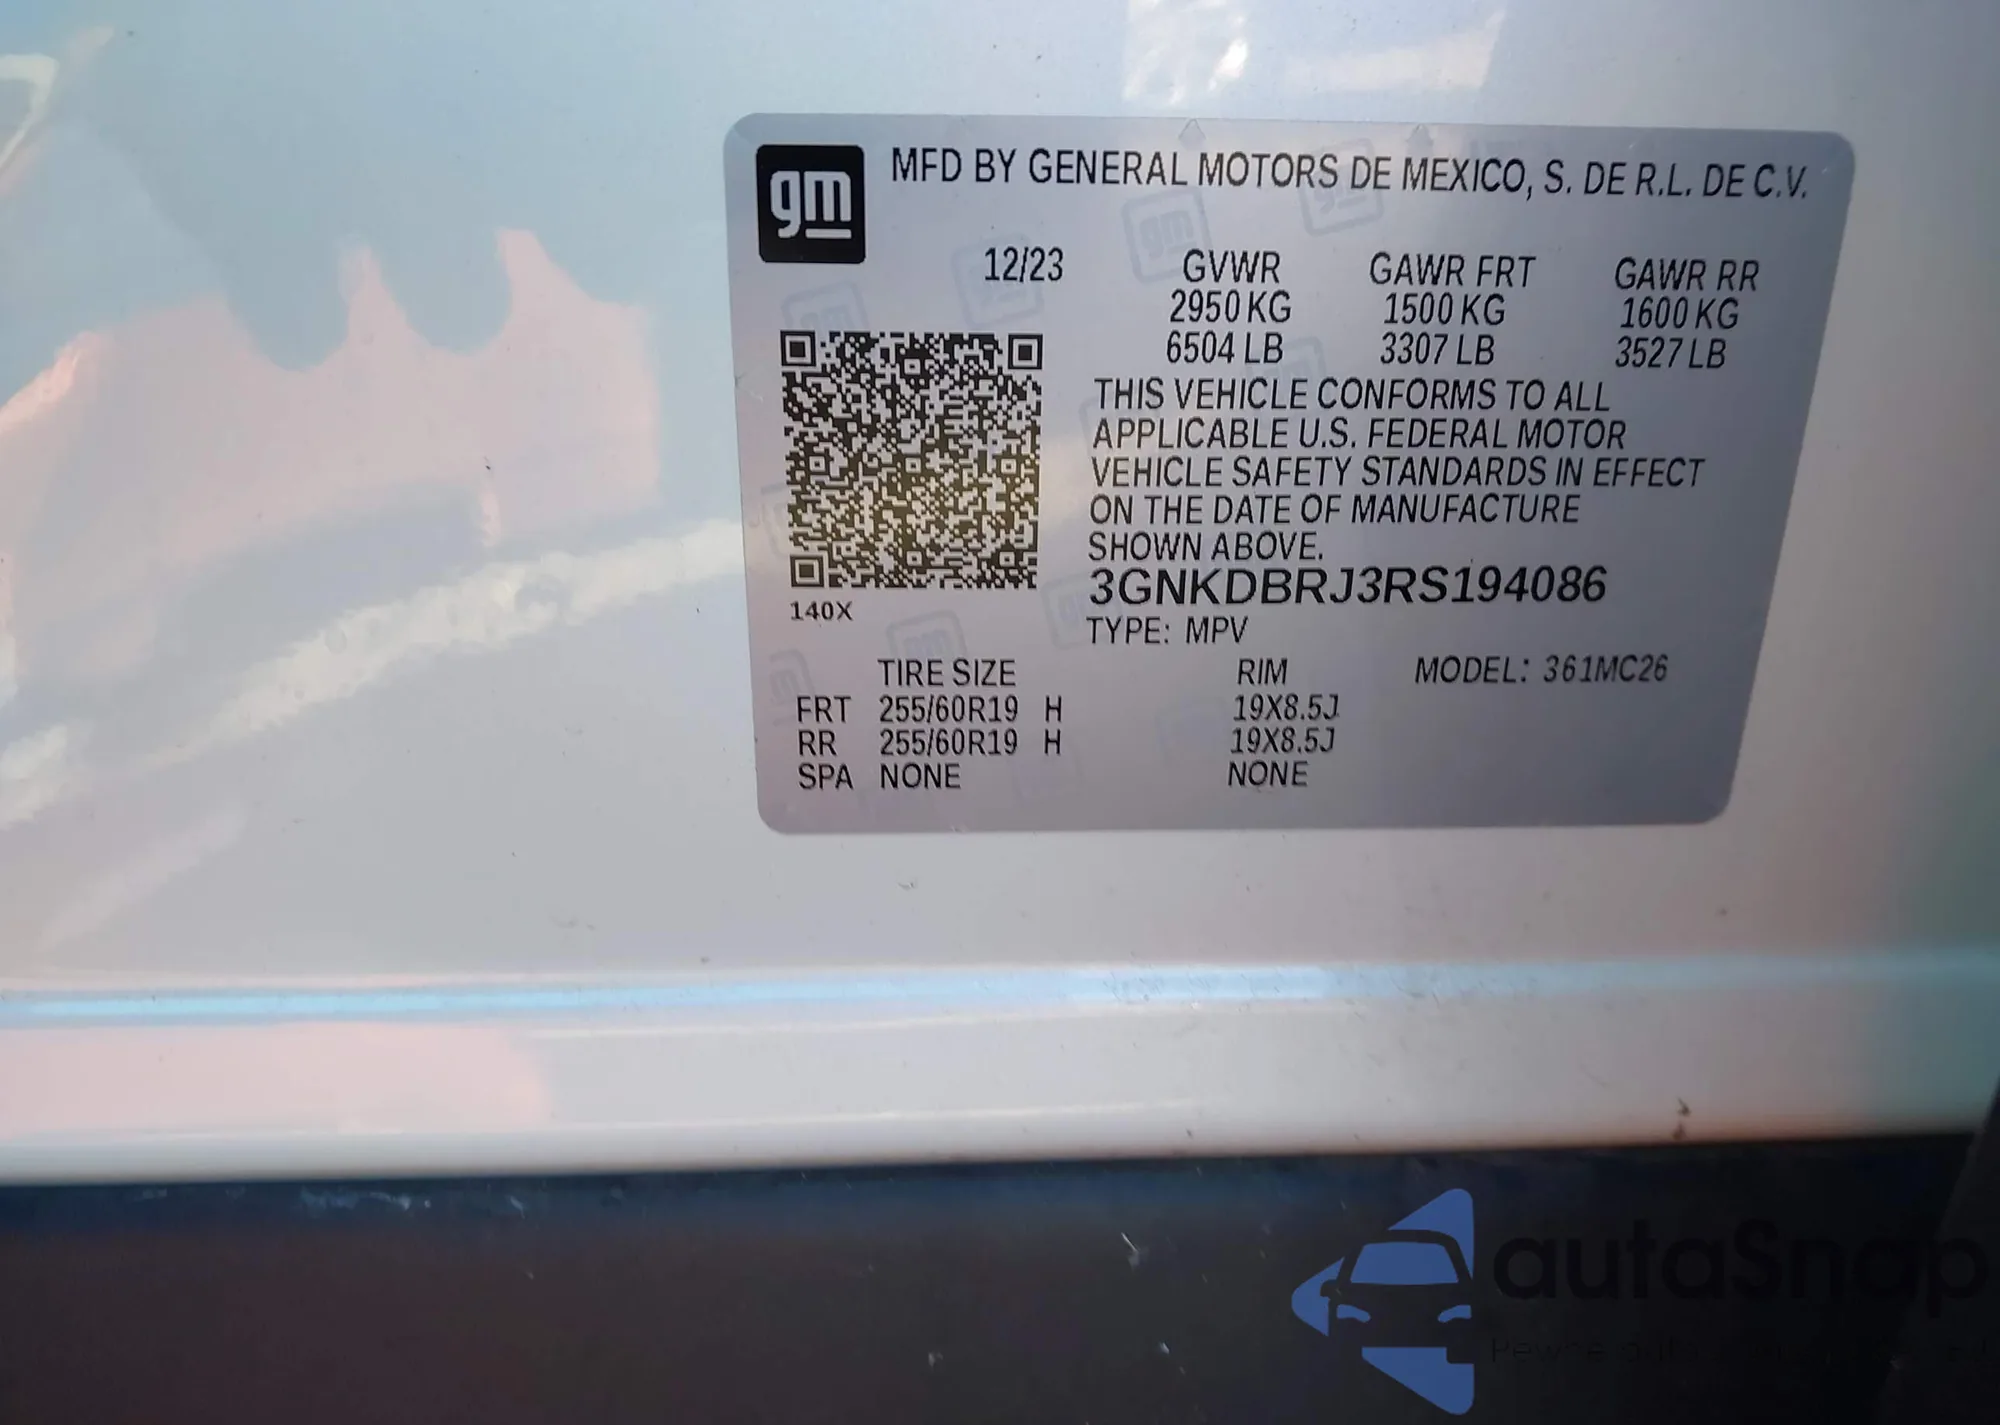 gm
MFD BY GENERAL MOTORS DE MEXICO, S. DE R.L. DE C.V.
12/23 GVWR GAWR FRT GAWR RR
2950 KG 1500 KG 1600 KG
6504 LB 3307 LB 3527 LB
THIS VEHICLE CONFORMS TO ALL
APPLICABLE U.S. FEDERAL MOTOR
VEHICLE SAFETY STANDARDS IN EFFECT
ON THE DATE OF MANUFACTURE
SHOWN ABOVE.
3GNKDBRJ3RS194086
140X
TYPE: MPV
TIRE SIZE RIM MODEL: 361MC26
FRT 255/60R19 H 19X8.5J
RR 255/60R19 H 19X8.5J
SPA NONE NONE
autaSnap
Pewne auta